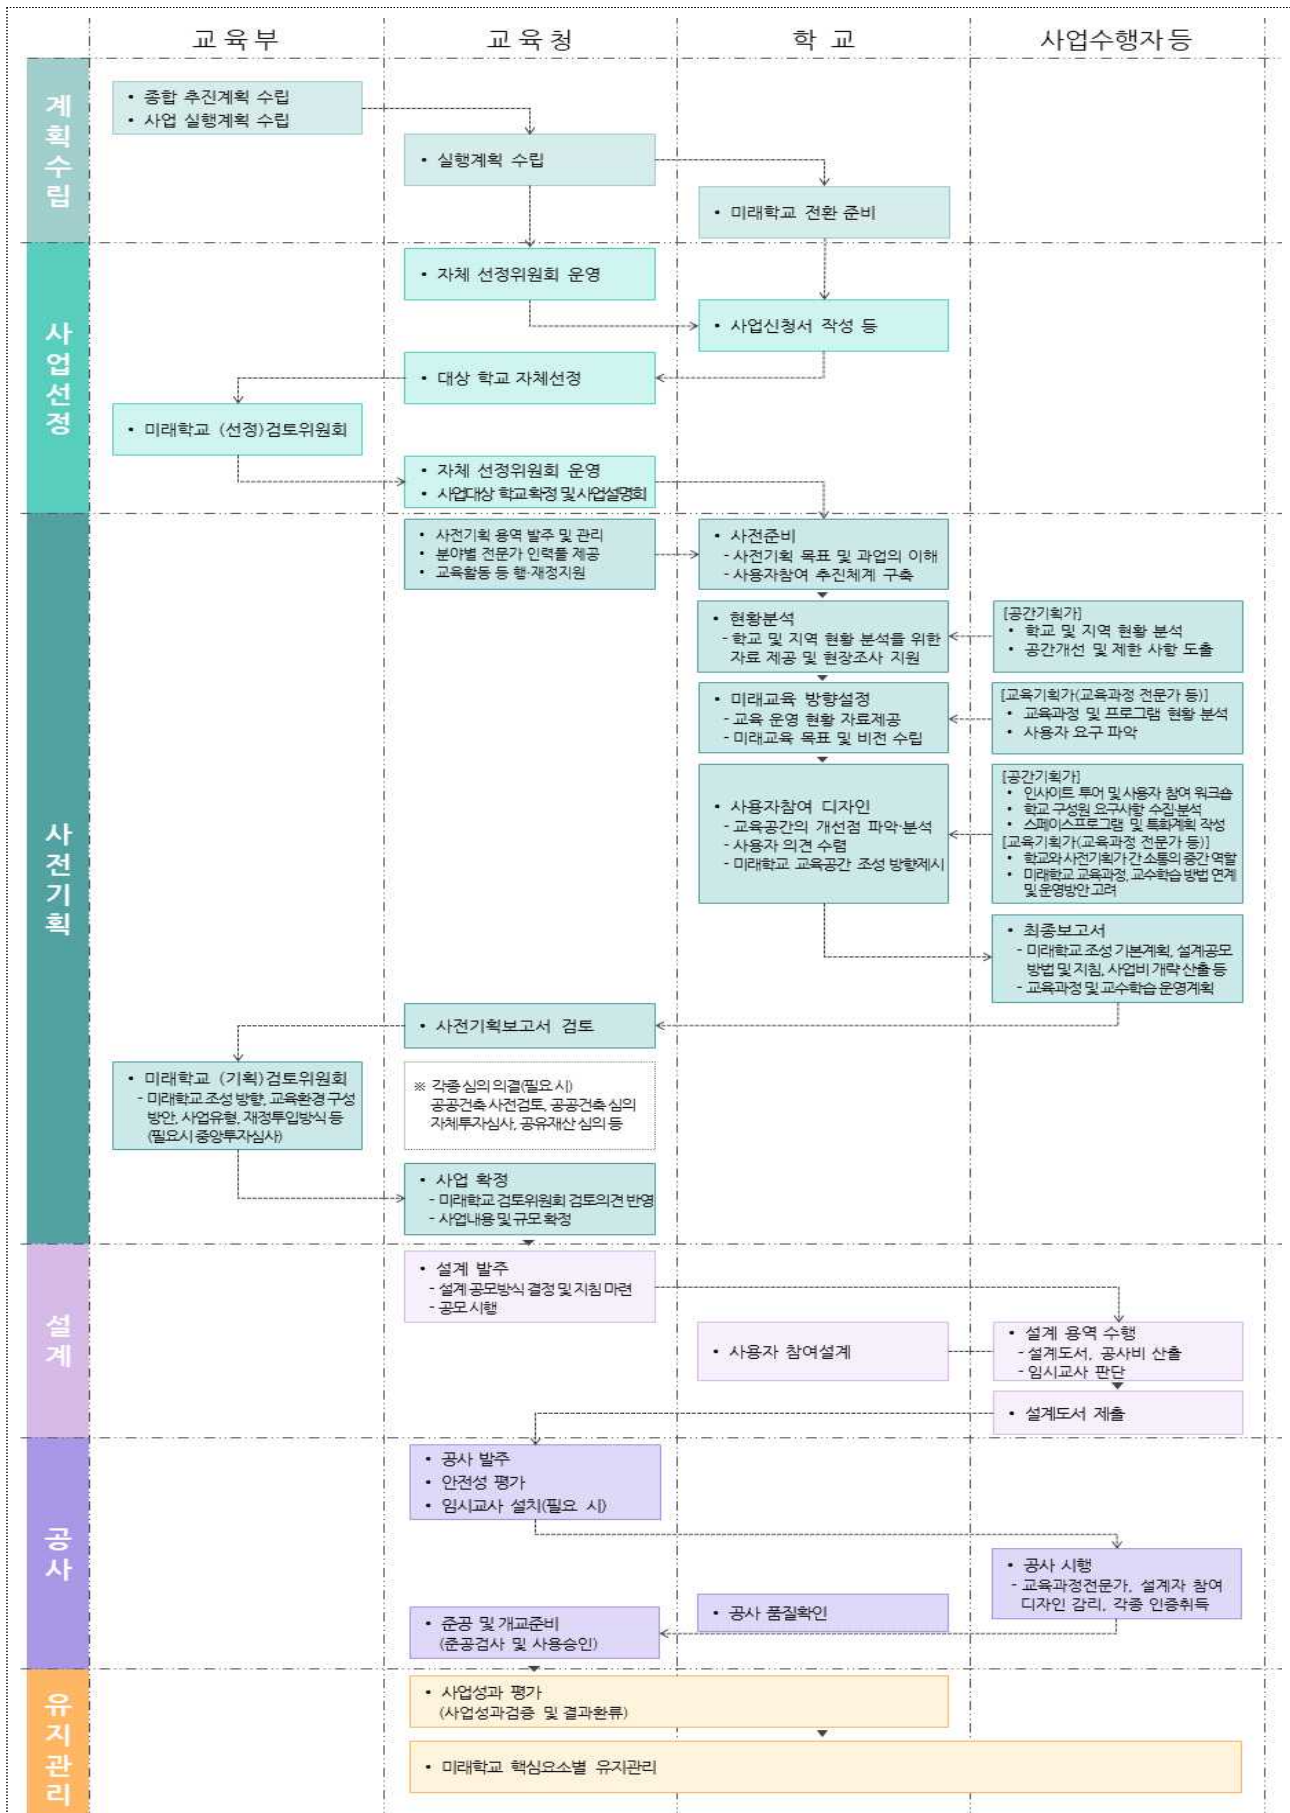 교육부
교육청
학 교
사업수행자 등
계획수립
• 종합 추진계획 수립
• 사업 실행계획 수립
• 실행계획 수립
• 미래학교 전환 준비
사업선정
• 자체 선정위원회 운영
• 사업신청서 작성 등
• 대상 학교 자체선정
• 미래학교 (선정)검토위원회
• 자체 선정위원회 운영
• 사업대상 학교 확정 및 사업설명회
사전기획
• 사전기획 용역 발주 및 관리
• 분야별 전문가 인력풀 제공
• 교육활동 등 행·재정지원
• 사전준비
- 사전기획 목표 및 과업의 이해
- 사용자참여 추진체계 구축
• 현황분석
- 학교 및 지역 현황 분석을 위한
자료 제공 및 현장조사 지원
[공간기획가]
• 학교 및 지역 현황 분석
• 공간개선 및 제한 사항 도출
• 미래교육 방향설정
- 교육 운영 현황 자료제공
- 미래교육 목표 및 비전 수립
[교육기획가(교육과정 전문가 등)]
• 교육과정 및 프로그램 현황 분석
• 사용자 요구 파악
• 사용자참여 디자인
- 교육공간의 개선점 파악·분석
- 사용자 의견 수렴
- 미래학교 교육공간 조성 방향제시
[공간기획가]
• 인사이트 투어 및 사용자 참여 워크숍
• 학교 구성원 요구사항 수집·분석
• 스페이스프로그램 및 특화계획 작성
[교육기획가(교육과정 전문가 등)]
• 학교와 사전기획가 간 소통의 중간 역할
• 미래학교 교육과정, 교수학습 방법 연계
및 운영방안 고려
• 최종보고서
- 미래학교 조성 기본계획, 설계공모
방법 및 지침, 사업비 개략 산출 등
- 교육과정 및 교수학습 운영계획
• 사전기획보고서 검토
• 미래학교 (기획)검토위원회
- 미래학교 조성 방향, 교육환경 구성
방안, 사업유형, 재정투입방식 등
(필요시 중앙투자심사)
※ 각종 심의 의결(필요 시)
공공건축 사전검토, 공공건축 심의
자체투자심사, 공유재산 심의 등
• 사업 확정
- 미래학교 검토위원회 검토의견 반영
- 사업내용 및 규모 확정
설계
• 설계 발주
- 설계 공모방식 결정 및 지침 마련
- 공모 시행
• 사용자 참여설계
• 설계 용역 수행
- 설계도서, 공사비 산출
- 임시교사 판단
• 설계도서 제출
공사
• 공사 발주
• 안전성 평가
• 임시교사 설치(필요 시)
• 공사 시행
- 교육과정전문가, 설계자 참여
디자인 감리, 각종 인증취득
• 공사 품질확인
• 준공 및 개교준비
(준공검사 및 사용승인)
유지관리
• 사업성과 평가
(사업성과검증 및 결과환류)
• 미래학교 핵심요소별 유지관리